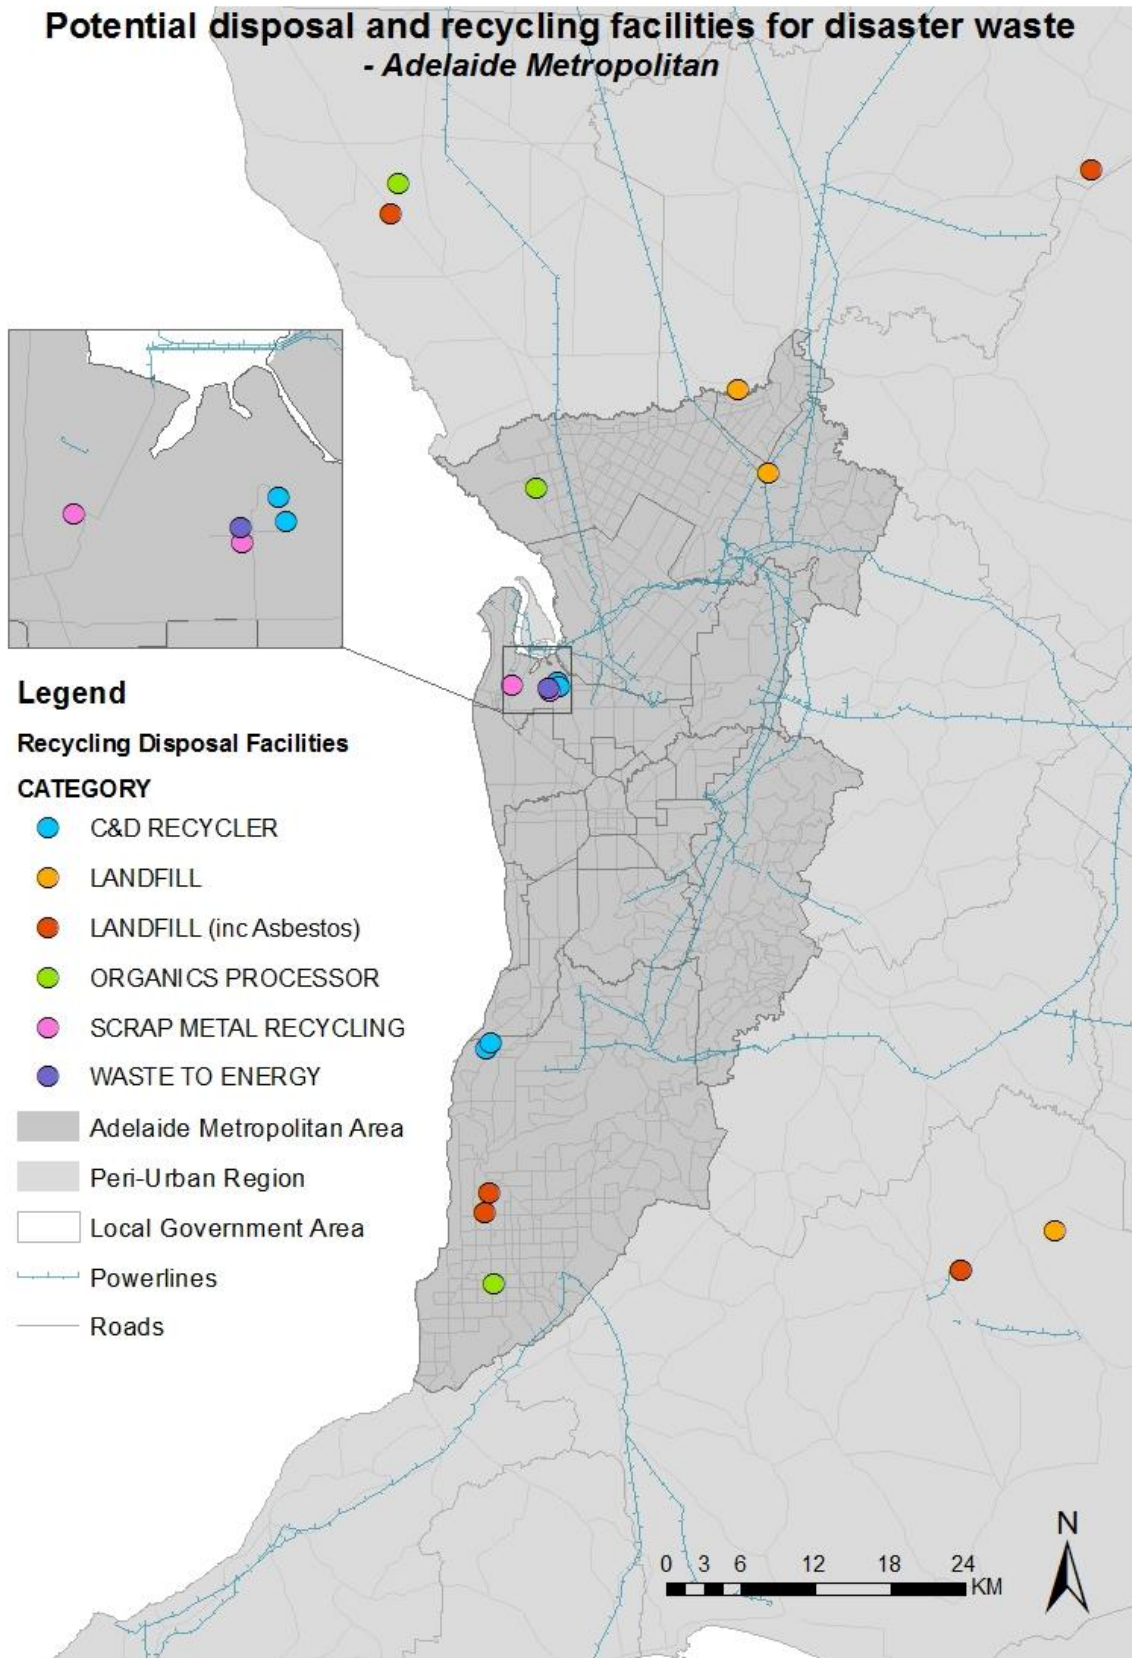 Potential disposal and recycling facilities for disaster waste
- Adelaide Metropolitan
Legend
Recycling Disposal Facilities
CATEGORY
C&D RECYCLER
LANDFILL
LANDFILL (inc Asbestos)
ORGANICS PROCESSOR
SCRAP METAL RECYCLING
WASTE TO ENERGY
Adelaide Metropolitan Area
Peri-Urban Region
Local Government Area
Powerlines
Roads
N
0 3 6 12 18 24
KM